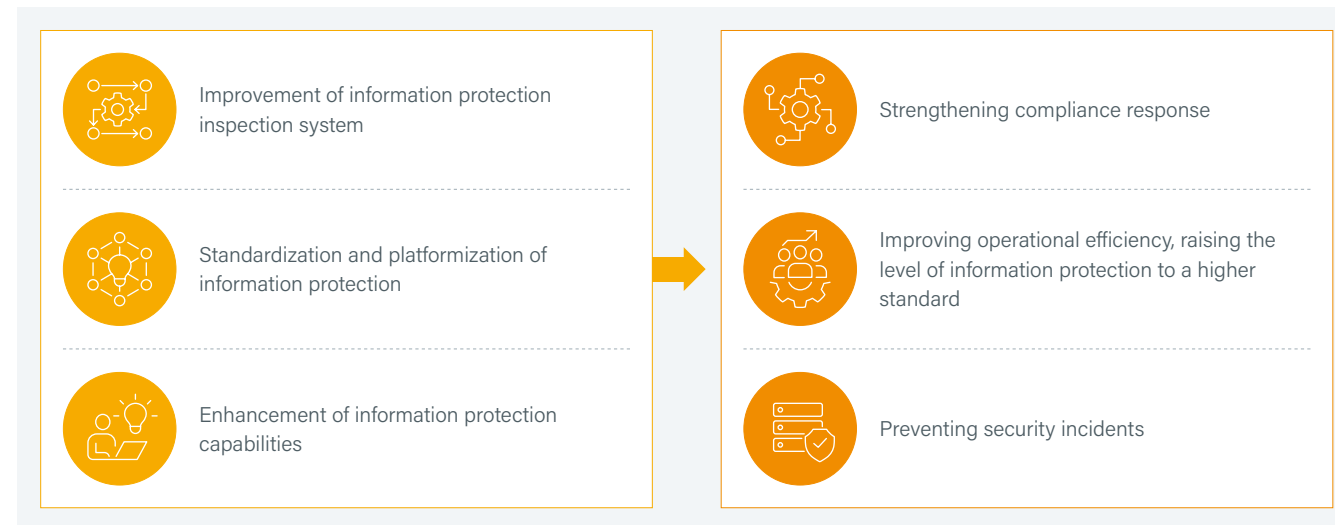 Improvement of information protection
inspection system
Standardization and platformization of
information protection
Enhancement of information protection
capabilities
Strengthening compliance response
Improving operational efficiency, raising the
level of information protection to a higher
standard
Preventing security incidents